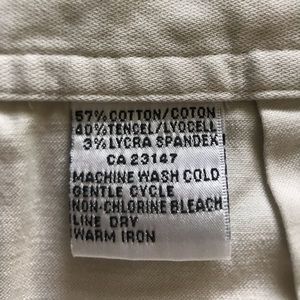 57% COTTON/COTON
40% TENCEL/LYOCELL
3% LYCRA SPANDEX
CA 23147
MACHINE WASH COLD
GENTLE CYCLE
NON-CHLORINE BLEACH
LINE DRY
WARM IRON